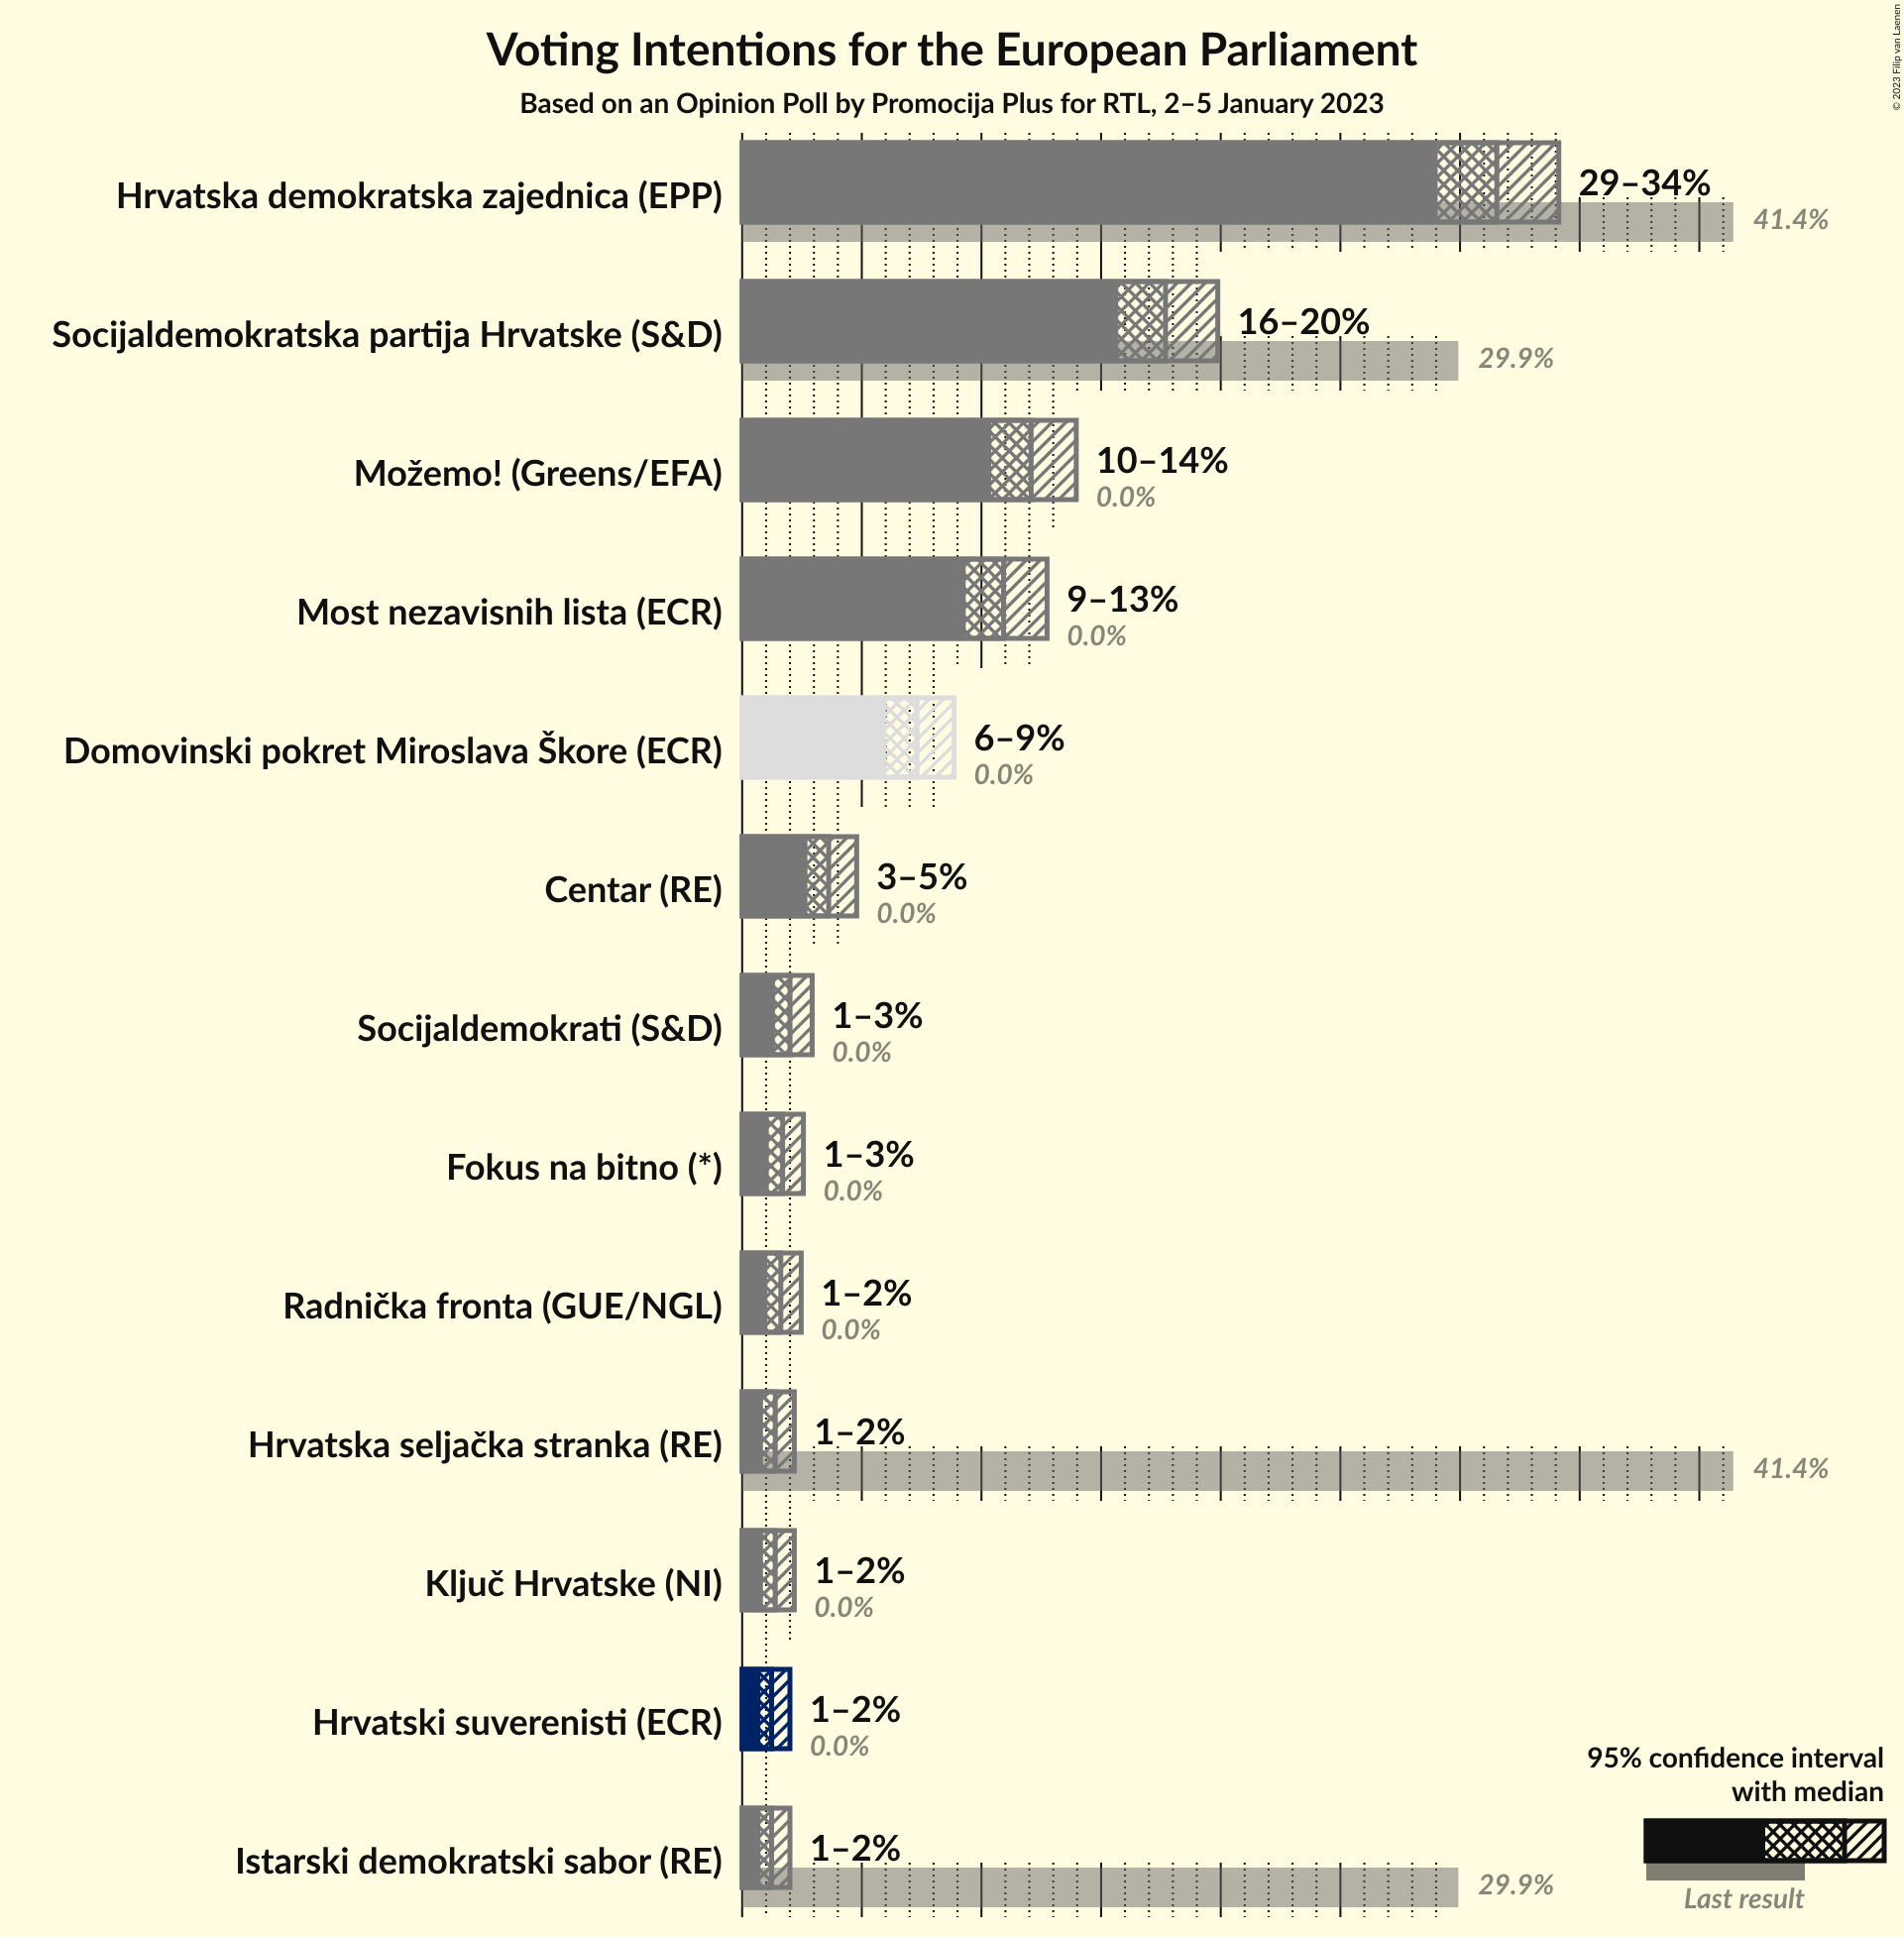 Voting Intentions for the European Parliament
Based on an Opinion Poll by Promocija Plus for RTL, 2–5 January 2023
© 2023 Filip van Laenen
Hrvatska demokratska zajednica (EPP)
29–34%
41.4%
Socijaldemokratska partija Hrvatske (S&D)
16–20%
29.9%
Možemo! (Greens/EFA)
10–14%
0.0%
Most nezavisnih lista (ECR)
9–13%
0.0%
Domovinski pokret Miroslava Škore (ECR)
6–9%
0.0%
Centar (RE)
3–5%
0.0%
Socijaldemokrati (S&D)
1–3%
0.0%
Fokus na bitno (*)
1–3%
0.0%
Radnička fronta (GUE/NGL)
1–2%
0.0%
Hrvatska seljačka stranka (RE)
1–2%
41.4%
Ključ Hrvatske (NI)
1–2%
0.0%
Hrvatski suverenisti (ECR)
1–2%
0.0%
Istarski demokratski sabor (RE)
1–2%
29.9%
95% confidence interval
with median
Last result